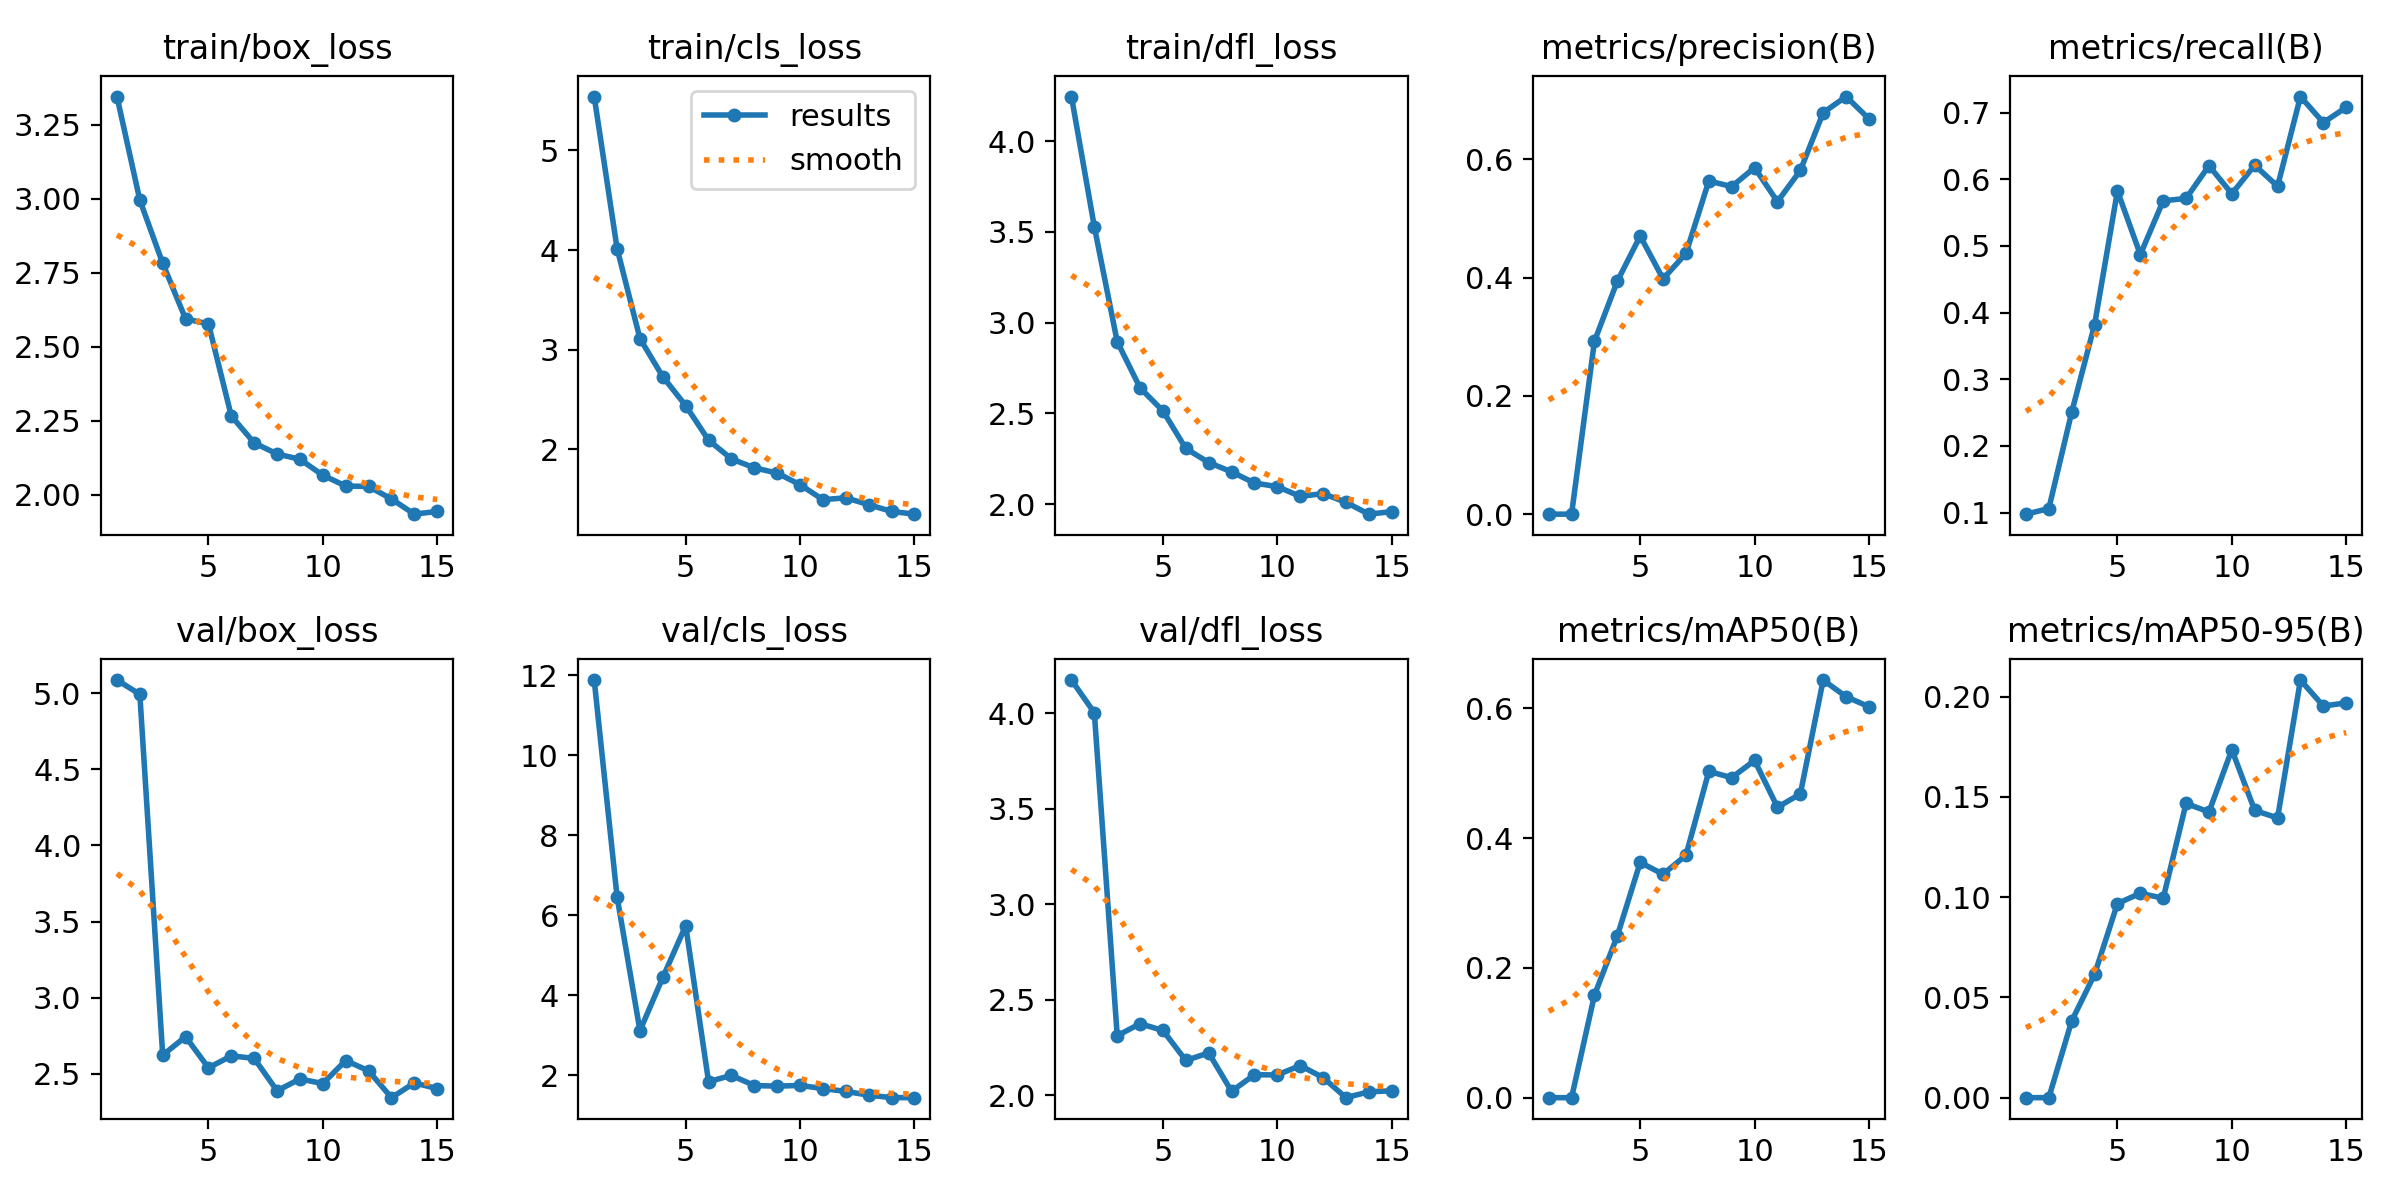 train/box_loss
3.25
3.00
2.75
2.50
2.25
2.00
5 10 15
train/cls_loss
results
smooth
5
4
3
2
5 10 15
train/dfl_loss
4.0
3.5
3.0
2.5
2.0
5 10 15
metrics/precision(B)
0.6
0.4
0.2
0.0
5 10 15
metrics/recall(B)
0.7
0.6
0.5
0.4
0.3
0.2
0.1
5 10 15
val/box_loss
5.0
4.5
4.0
3.5
3.0
2.5
5 10 15
val/cls_loss
12
10
8
6
4
2
5 10 15
val/dfl_loss
4.0
3.5
3.0
2.5
2.0
5 10 15
metrics/mAP50(B)
0.6
0.4
0.2
0.0
5 10 15
metrics/mAP50-95(B)
0.20
0.15
0.10
0.05
0.00
5 10 15